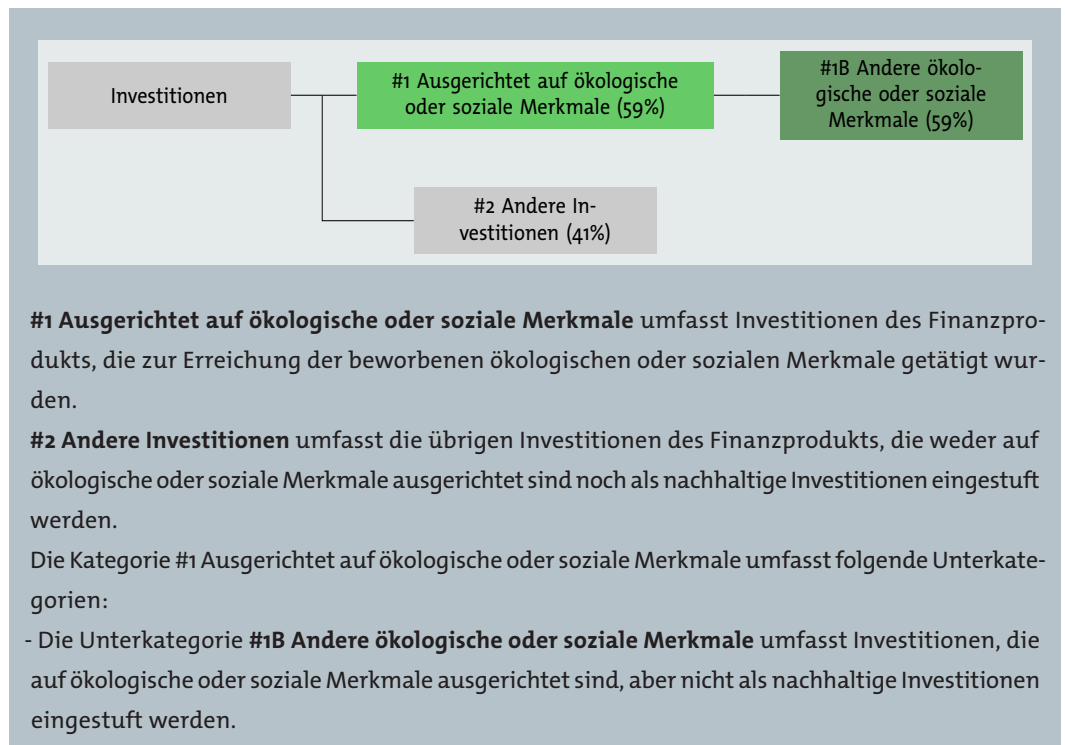 Investitionen
#1 Ausgerichtet auf ökologische
oder soziale Merkmale (59%)
#1B Andere ökolo-
gische oder soziale
Merkmale (59%)
#2 Andere In-
vestitionen (41%)
#1 Ausgerichtet auf ökologische oder soziale Merkmale umfasst Investitionen des Finanzpro-
dukts, die zur Erreichung der beworbenen ökologischen oder sozialen Merkmale getätigt wur-
den.
#2 Andere Investitionen umfasst die übrigen Investitionen des Finanzprodukts, die weder auf
ökologische oder soziale Merkmale ausgerichtet sind noch als nachhaltige Investitionen eingestuft
werden.
Die Kategorie #1 Ausgerichtet auf ökologische oder soziale Merkmale umfasst folgende Unterkate-
gorien:
- Die Unterkategorie #1B Andere ökologische oder soziale Merkmale umfasst Investitionen, die
auf ökologische oder soziale Merkmale ausgerichtet sind, aber nicht als nachhaltige Investitionen
eingestuft werden.